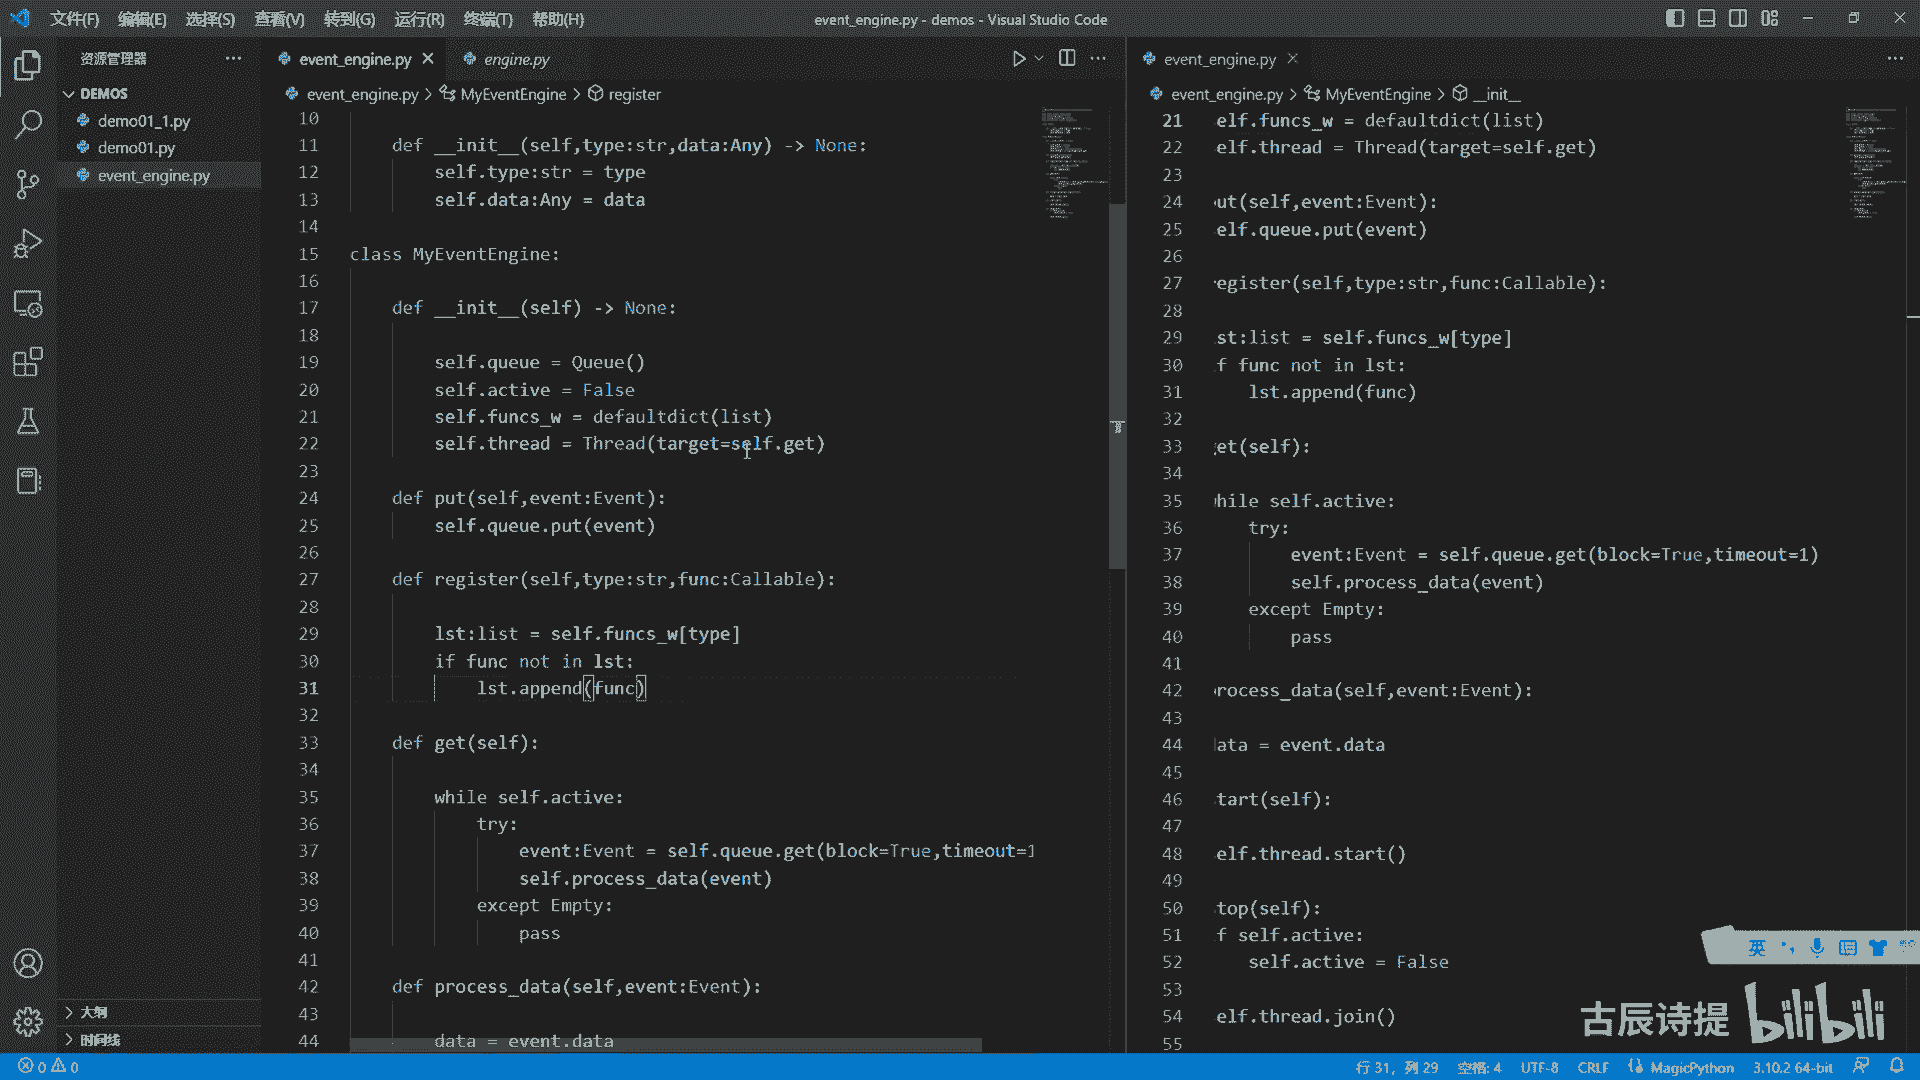 文件(F) 编辑(E) 选择(S) 查看(V) 转到(G) 运行(R) 终端(T) 帮助(H)
event_engine.py - demos - Visual Studio Code
资源管理器
DEMOS
demo01_1.py
demo01.py
event_engine.py
大纲
时间线
event_engine.py engine.py
event_engine.py > MyEventEngine > register
10
11 def __init__(self,type:str,data:Any) -> None:
12 self.type:str = type
13 self.data:Any = data
14
15 class MyEventEngine:
16
17 def __init__(self) -> None:
18
19 self.queue = Queue()
20 self.active = False
21 self.funcs_w = defaultdict(list)
22 self.thread = Thread(target=self.get)
23
24 def put(self,event:Event):
25 self.queue.put(event)
26
27 def register(self,type:str,func:Callable):
28
29 lst:list = self.funcs_w[type]
30 if func not in lst:
31 lst.append(func)
32
33 def get(self):
34
35 while self.active:
36 try:
37 event:Event = self.queue.get(block=True,timeout=1
38 self.process_data(event)
39 except Empty:
40 pass
41
42 def process_data(self,event:Event):
43
44 data = event.data
event_engine.py
event_engine.py > MyEventEngine > __init__
21 elf.funcs_w = defaultdict(list)
22 elf.thread = Thread(target=self.get)
23
24 ut(self,event:Event):
25 elf.queue.put(event)
26
27 egister(self,type:str,func:Callable):
28
29 st:list = self.funcs_w[type]
30 f func not in lst:
31 lst.append(func)
32
33 et(self):
34
35 hile self.active:
36 try:
37 event:Event = self.queue.get(block=True,timeout=1)
38 self.process_data(event)
39 except Empty:
40 pass
41
42 rocess_data(self,event:Event):
43
44 ata = event.data
45
46 tart(self):
47
48 elf.thread.start()
49
50 top(self):
51 f self.active:
52 self.active = False
53
54 elf.thread.join()
55
英
古辰诗提 bilibili
0 0
行 31, 列 29 空格: 4 UTF-8 CRLF MagicPython 3.10.2 64-bit